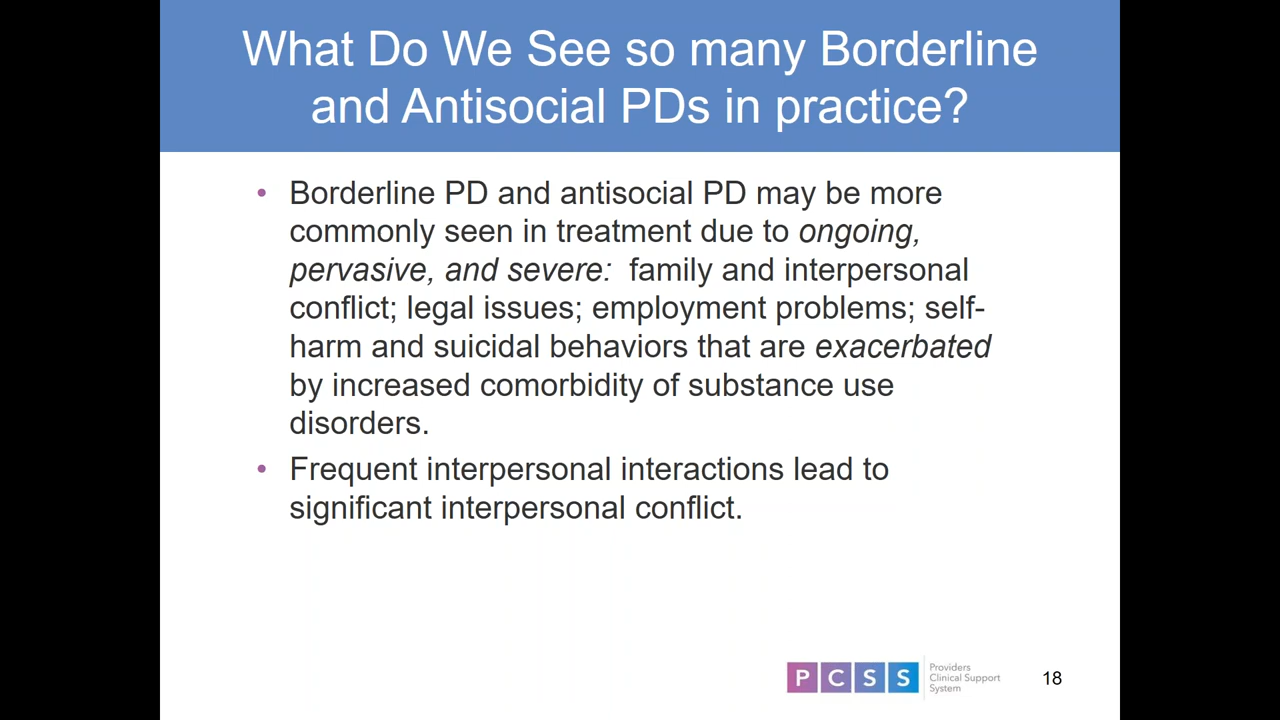 What Do We See so many Borderline
and Antisocial PDs in practice?
• Borderline PD and antisocial PD may be more
commonly seen in treatment due to ongoing,
pervasive, and severe: family and interpersonal
conflict; legal issues; employment problems; self-
harm and suicidal behaviors that are exacerbated
by increased comorbidity of substance use
disorders.
• Frequent interpersonal interactions lead to
significant interpersonal conflict.
PCSS
Providers
Clinical Support
System
18